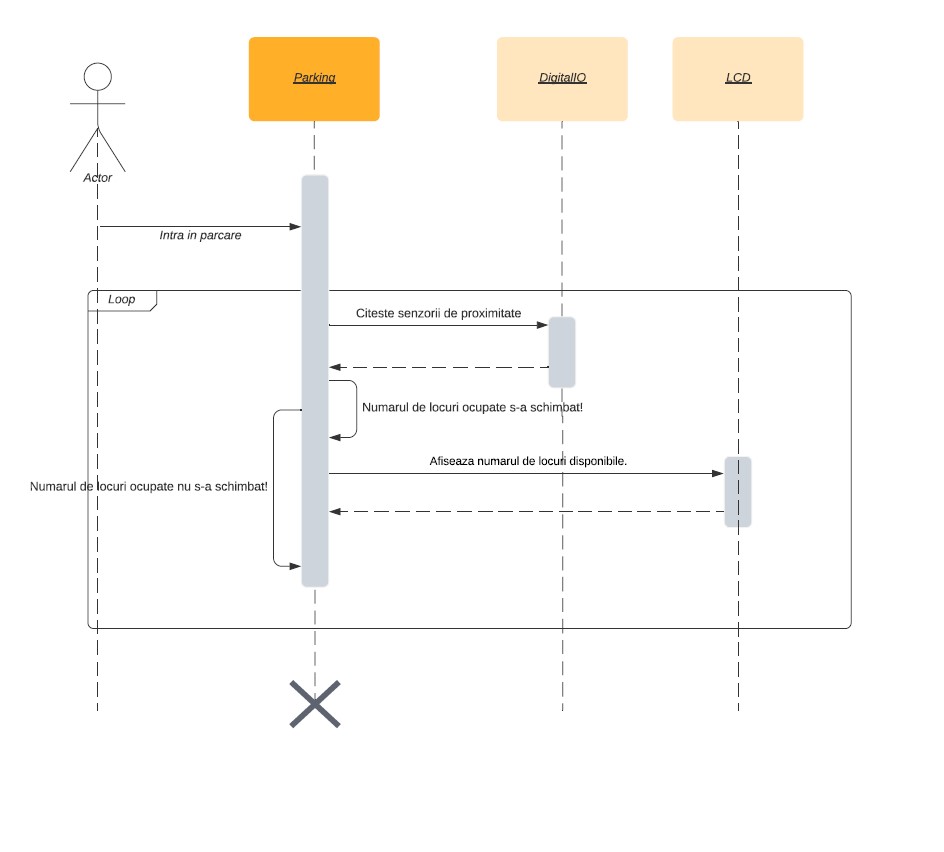 Parking
DigitalIO
LCD
Actor
Intra in parcare
Loop
Citeste senzorii de proximitate
Numarul de locuri ocupate s-a schimbat!
Afiseaza numarul de locuri disponibile.
Numarul de locuri ocupate nu s-a schimbat!